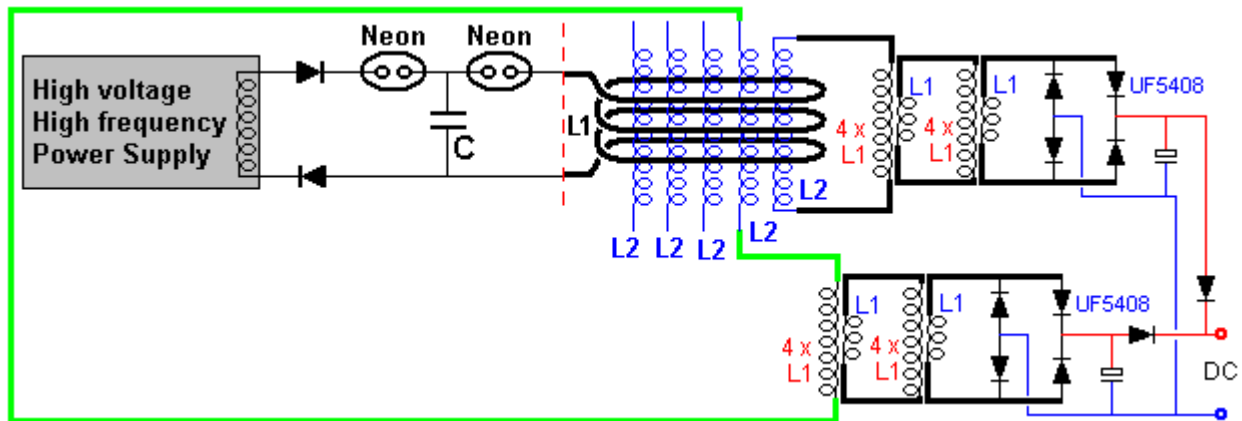 High voltage
High frequency
Power Supply
Neon
Neon
C
L1
L2
L2
L2
L2
L2
4 x
L1
L1
4 x
L1
L1
UF5408
4 x
L1
L1
4 x
L1
L1
UF5408
DC